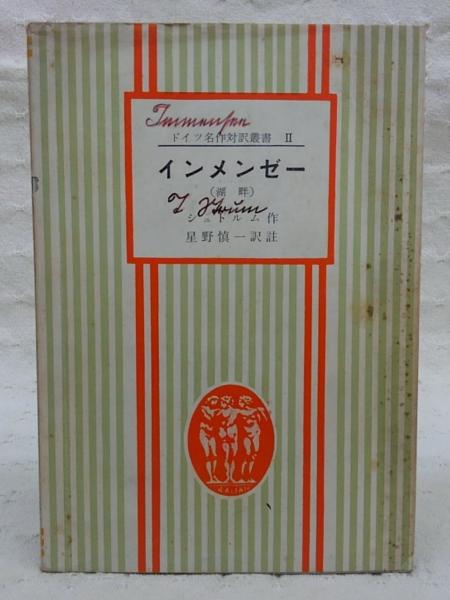 Immensee
ドイツ名作対訳叢書 II
インメンゼー
(湖畔)
T Storm
シュトルム作
星野慎一訳註